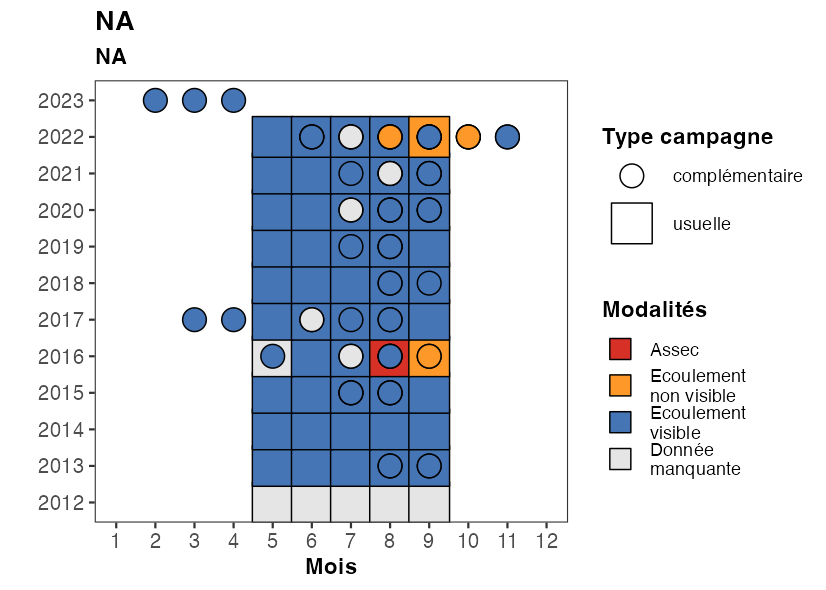 NA
NA
2023
2022
2021
2020
2019
2018
2017
2016
2015
2014
2013
2012
1 2 3 4 5 6 7 8 9 10 11 12
Mois
Type campagne
complémentaire
usuelle
Modalités
Assec
Ecoulement
non visible
Ecoulement
visible
Donnée
manquante